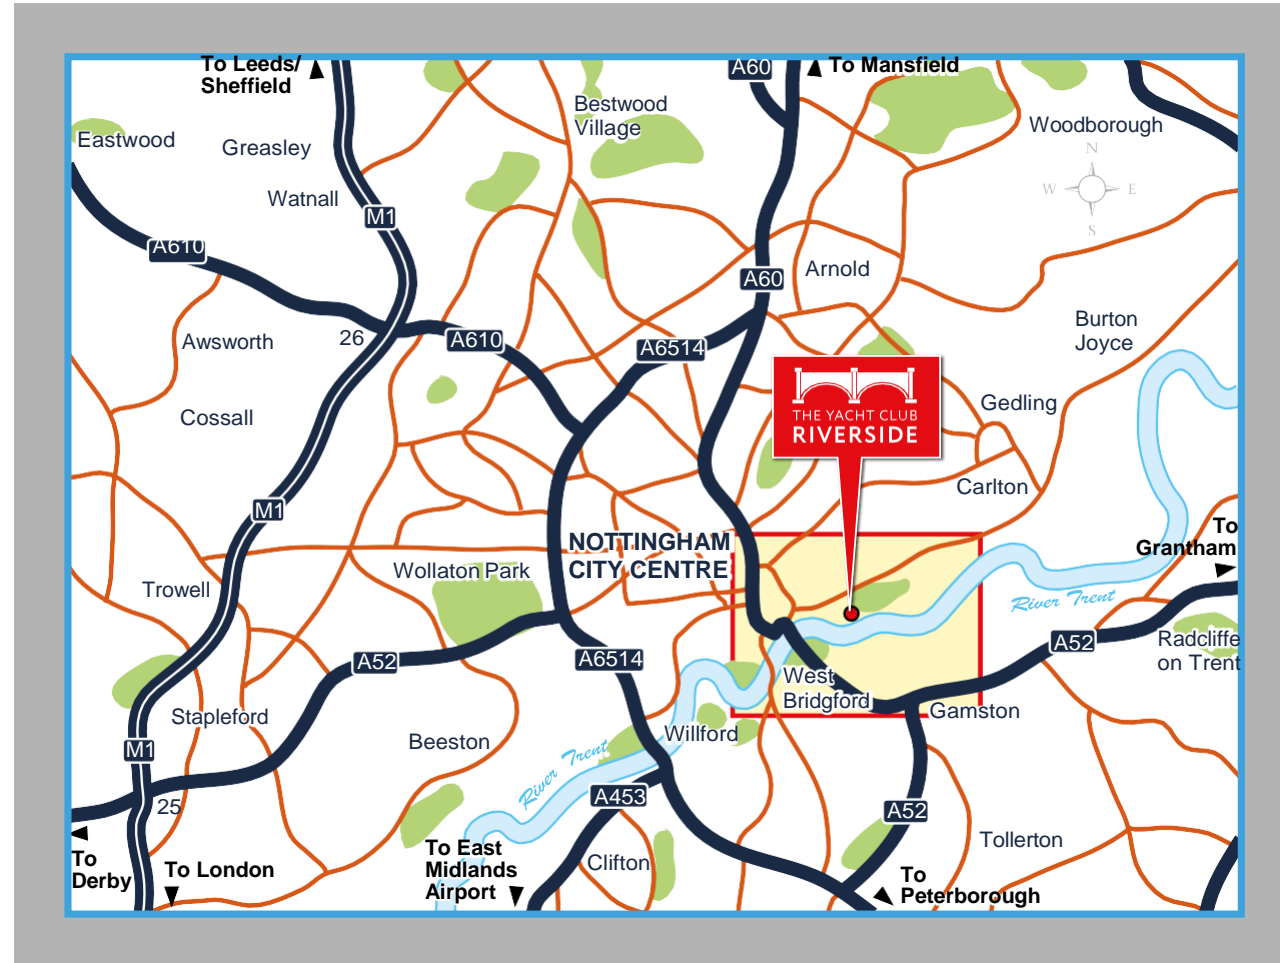 To Leeds/
Sheffield
A60
To Mansfield
Bestwood
Village
Eastwood
Greasley
Woodborough
N
W
E
S
Watnall
M1
A610
Arnold
A60
Awsworth
26
A610
A6514
Burton
Joyce
Cossall
THE YACHT CLUB
RIVERSIDE
Gedling
Carlton
M1
To
Grantham
NOTTINGHAM
CITY CENTRE
Wollaton Park
Trowell
River Trent
A52
Radcliffe
on Trent
A52
A6514
West
Bridgford
Gamston
Stapleford
Willford
Beeston
M1
River Trent
25
A453
A52
Tollerton
To
Derby
To London
To East
Midlands
Airport
Clifton
To
Peterborough